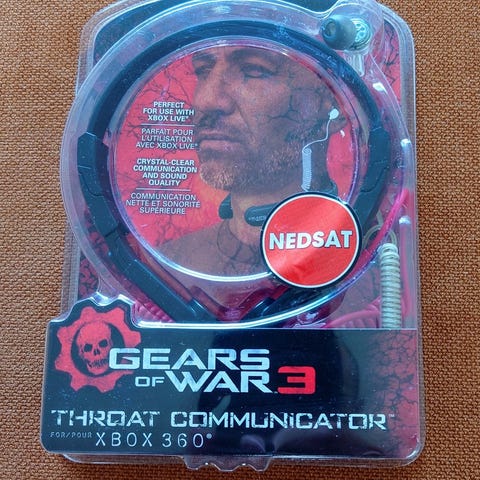 PERFECT
FOR USE WITH
XBOX LIVE®
PARFAIT POUR
L'UTILISATION
AVEC XBOX LIVE®
CRYSTAL-CLEAR
COMMUNICATION
AND SOUND
QUALITY
COMMUNICATION
NETTE ET SONORITÉ
SUPÉRIEURE
NEDSAT
GEARS
OF WAR 3
THROAT COMMUNICATOR™
FOR/POUR XBOX 360®